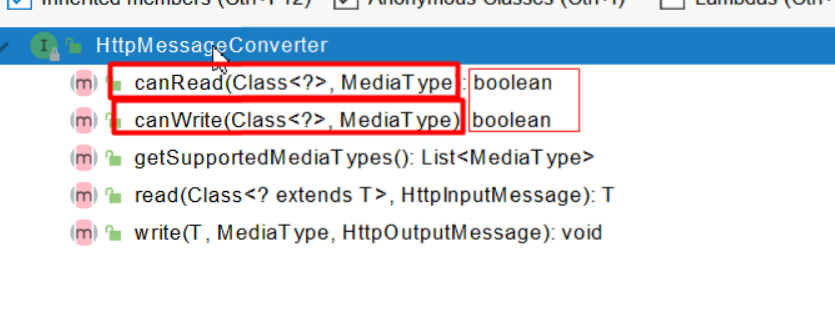 Inherited members (Ctrl+F12) Anonymous Classes (Ctrl+I) Lambdas (Ctrl+
I HttpMessageConverter
m canRead(Class<?>, MediaType): boolean
m canWrite(Class<?>, MediaType) boolean
m getSupportedMediaTypes(): List<MediaType>
m read(Class<? extends T>, HttpInputMessage): T
m write(T, MediaType, HttpOutputMessage): void